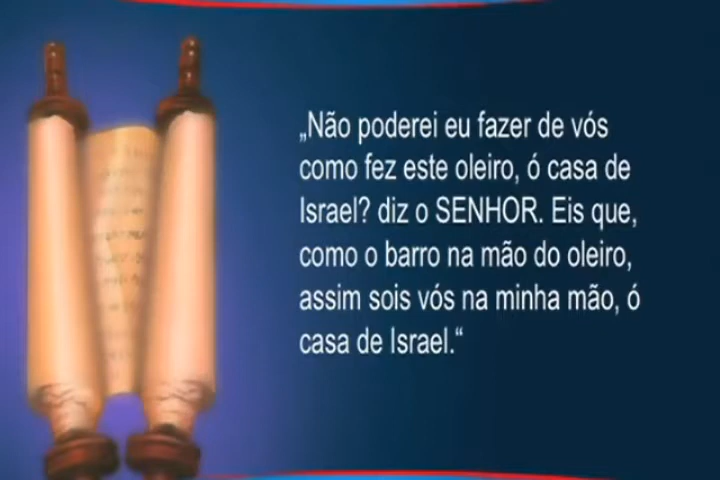 „Não poderei eu fazer de vós
como fez este oleiro, ó casa de
Israel? diz o SENHOR. Eis que,
como o barro na mão do oleiro,
assim sois vós na minha mão, ó
casa de Israel.“